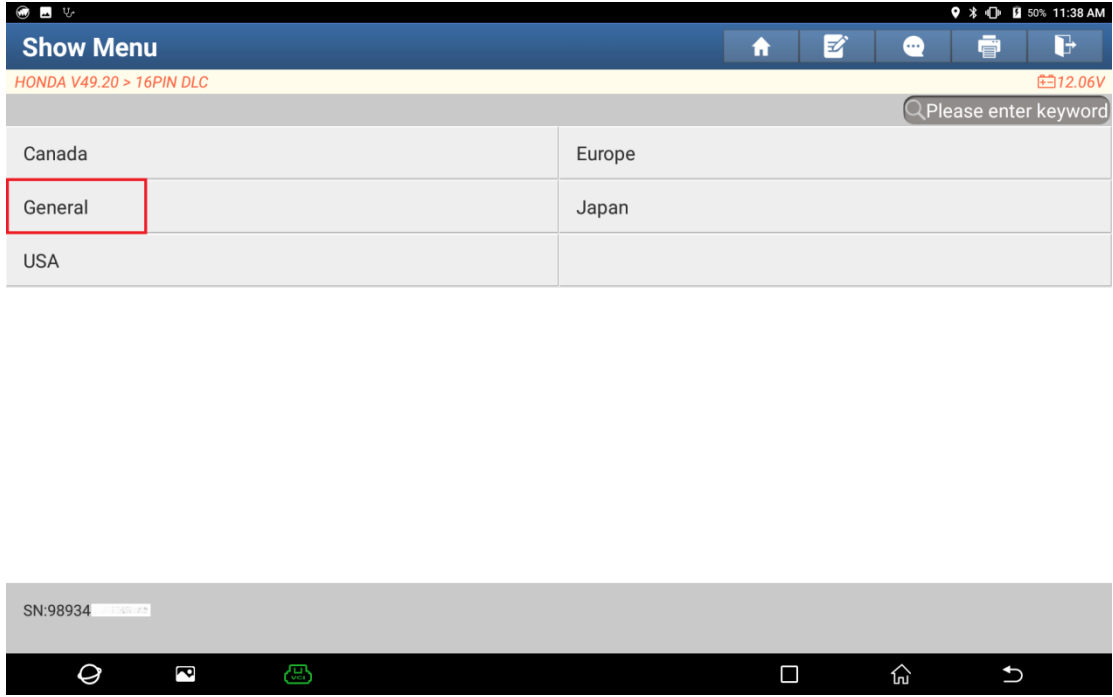 50% 11:38 AM
Show Menu
HONDA V49.20 > 16PIN DLC
12.06V
Please enter keyword
Canada
Europe
General
Japan
USA
SN:98934
VCI